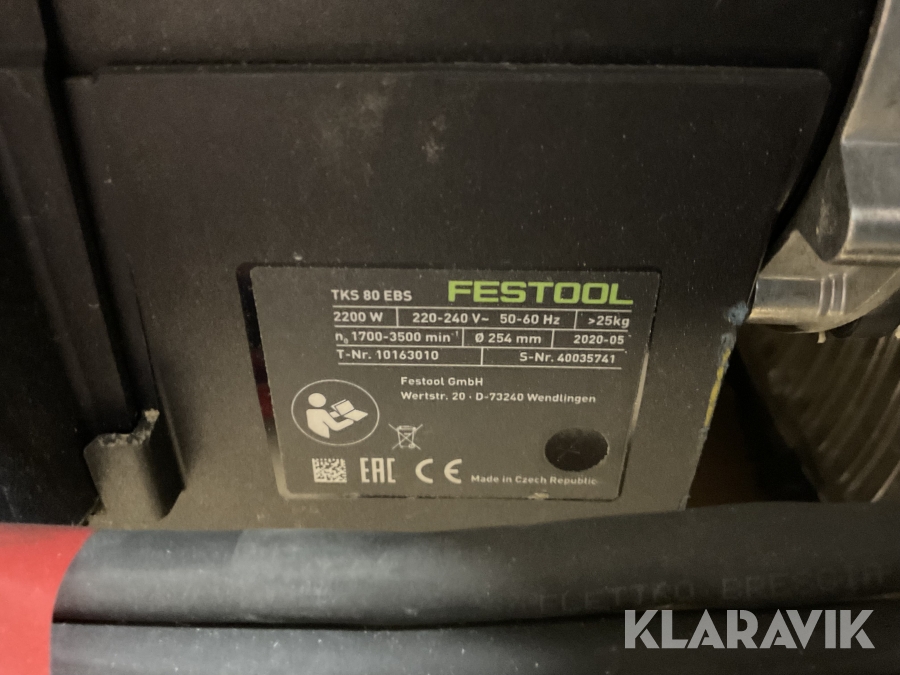 TKS 80 EBS FESTOOL
2200 W 220-240 V~ 50-60 Hz >25kg
n₀ 1700-3500 min⁻¹ Ø 254 mm 2020-05
T-Nr. 10163010 S-Nr. 40035741
Festool GmbH
Wertstr. 20 · D-73240 Wendlingen
EAC CE Made in Czech Republic
KLARAVIK